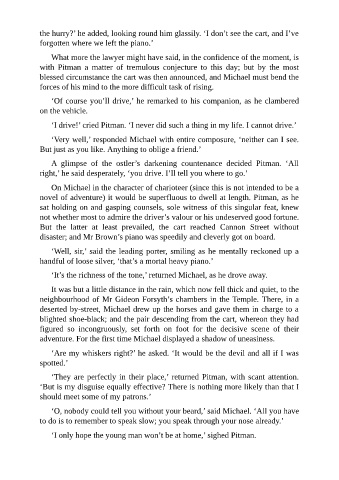 the hurry?’ he added, looking round him glassily. ‘I don’t see the cart, and I’ve
forgotten where we left the piano.’
What more the lawyer might have said, in the confidence of the moment, is
with Pitman a matter of tremulous conjecture to this day; but by the most
blessed circumstance the cart was then announced, and Michael must bend the
forces of his mind to the more difficult task of rising.
‘Of course you’ll drive,’ he remarked to his companion, as he clambered
on the vehicle.
‘I drive!’ cried Pitman. ‘I never did such a thing in my life. I cannot drive.’
‘Very well,’ responded Michael with entire composure, ‘neither can I see.
But just as you like. Anything to oblige a friend.’
A glimpse of the ostler’s darkening countenance decided Pitman. ‘All
right,’ he said desperately, ‘you drive. I’ll tell you where to go.’
On Michael in the character of charioteer (since this is not intended to be a
novel of adventure) it would be superfluous to dwell at length. Pitman, as he
sat holding on and gasping counsels, sole witness of this singular feat, knew
not whether most to admire the driver’s valour or his undeserved good fortune.
But the latter at least prevailed, the cart reached Cannon Street without
disaster; and Mr Brown’s piano was speedily and cleverly got on board.
‘Well, sir,’ said the leading porter, smiling as he mentally reckoned up a
handful of loose silver, ‘that’s a mortal heavy piano.’
‘It’s the richness of the tone,’ returned Michael, as he drove away.
It was but a little distance in the rain, which now fell thick and quiet, to the
neighbourhood of Mr Gideon Forsyth’s chambers in the Temple. There, in a
deserted by-street, Michael drew up the horses and gave them in charge to a
blighted shoe-black; and the pair descending from the cart, whereon they had
figured so incongruously, set forth on foot for the decisive scene of their
adventure. For the first time Michael displayed a shadow of uneasiness.
‘Are my whiskers right?’ he asked. ‘It would be the devil and all if I was
spotted.’
‘They are perfectly in their place,’ returned Pitman, with scant attention.
‘But is my disguise equally effective? There is nothing more likely than that I
should meet some of my patrons.’
‘O, nobody could tell you without your beard,’ said Michael. ‘All you have
to do is to remember to speak slow; you speak through your nose already.’
‘I only hope the young man won’t be at home,’ sighed Pitman.